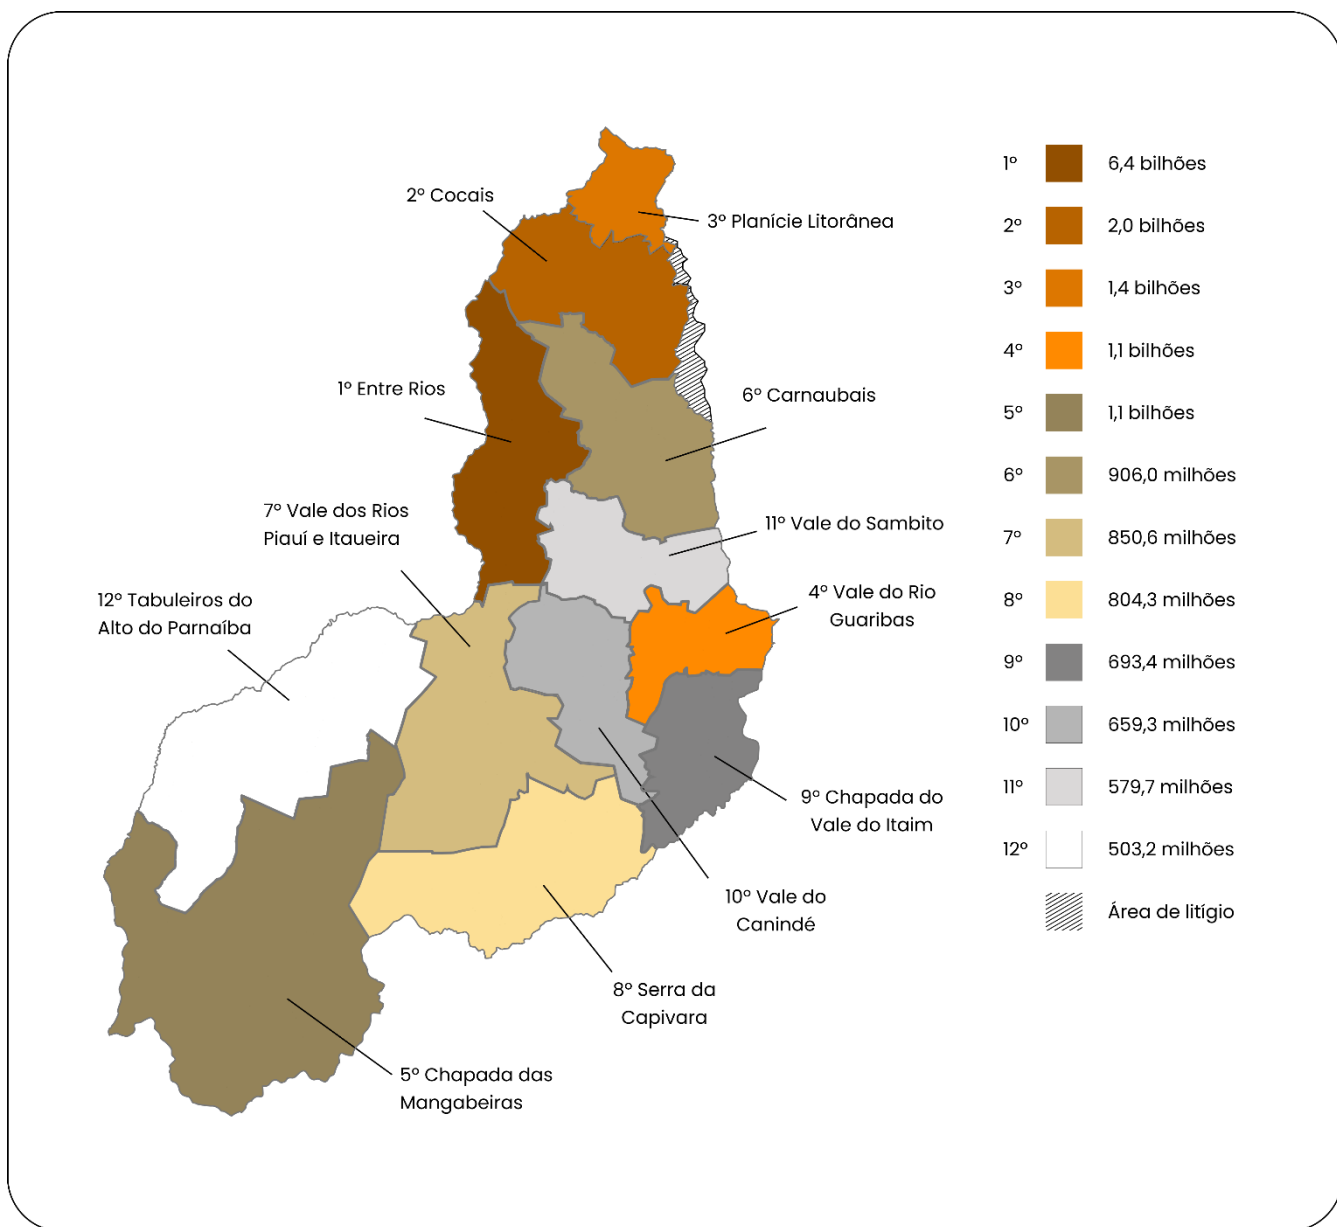 2º Cocais
3º Planície Litorânea
1º Entre Rios
6º Carnaubais
7º Vale dos Rios
Piauí e Itaueira
11º Vale do Sambito
12º Tabuleiros do
Alto do Parnaíba
4º Vale do Rio
Guaribas
9º Chapada do
Vale do Itaim
10º Vale do
Canindé
8º Serra da
Capivara
5º Chapada das
Mangabeiras
1º 6,4 bilhões
2º 2,0 bilhões
3º 1,4 bilhões
4º 1,1 bilhões
5º 1,1 bilhões
6º 906,0 milhões
7º 850,6 milhões
8º 804,3 milhões
9º 693,4 milhões
10º 659,3 milhões
11º 579,7 milhões
12º 503,2 milhões
Área de litígio